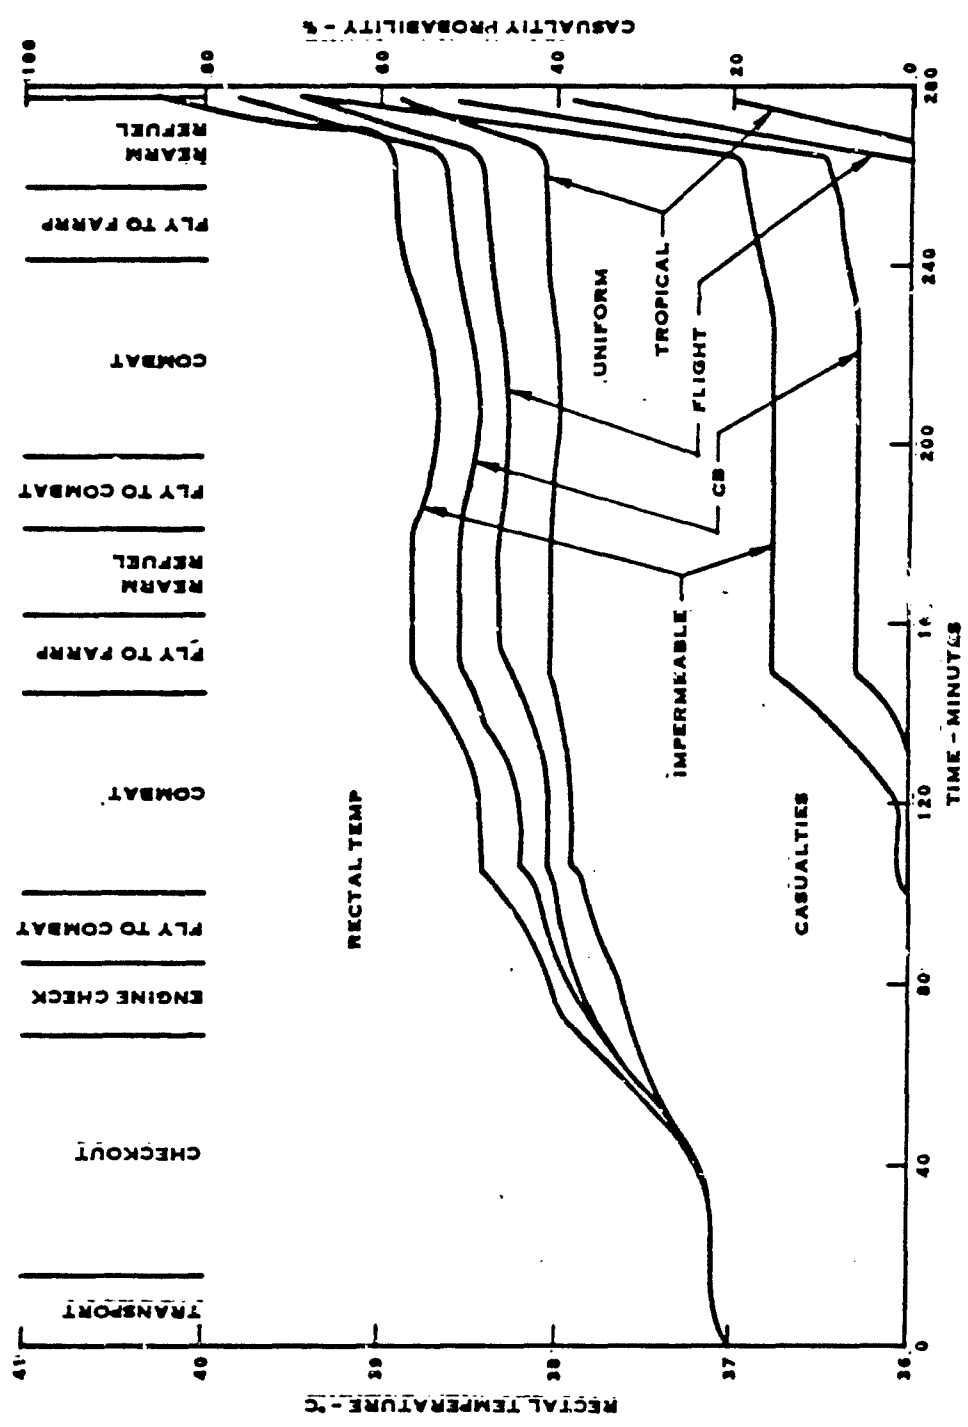 TRANSPORT
CHECKOUT
ENGINE CHECK
FLY TO COMBAT
COMBAT
FLY TO FARRP
REARM
REFUEL
FLY TO COMBAT
COMBAT
FLY TO FARRP
REARM
REFUEL
RECTAL TEMPERATURE - °C
41
40
39
38
37
36
CASUALTIY PROBABILITY - %
100
80
60
40
20
0
RECTAL TEMP
CASUALTIES
IMPERMEABLE
CB
FLIGHT
TROPICAL
UNIFORM
0
40
80
120
200
240
280
TIME - MINUTES